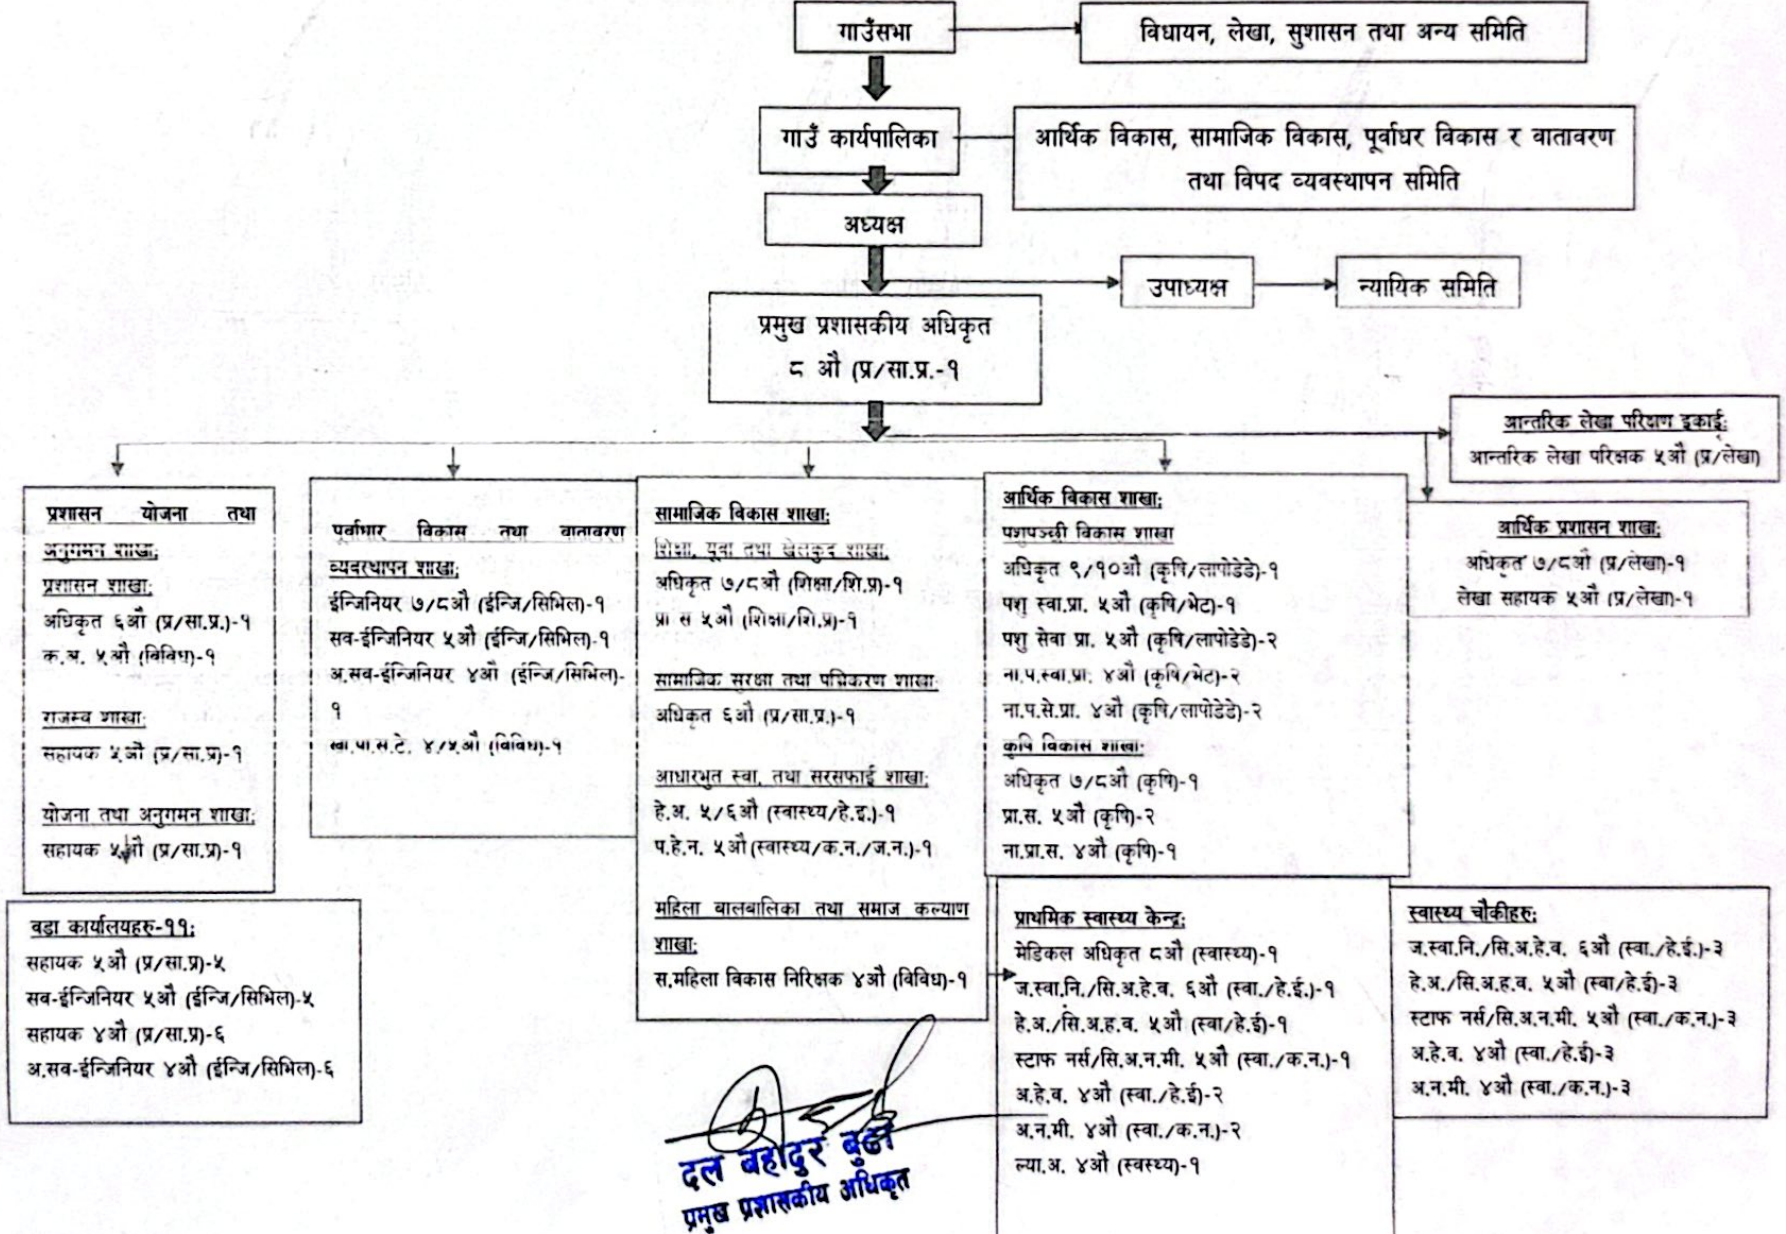 गाउँसभा
विधायन, लेखा, सुशासन तथा अन्य समिति
गाउँ कार्यपालिका
आर्थिक विकास, सामाजिक विकास, पूर्वाधर विकास र वातावरण
तथा विपद व्यवस्थापन समिति
अध्यक्ष
उपाध्यक्ष
न्यायिक समिति
प्रमुख प्रशासकीय अधिकृत
८ औ (प्र/सा.प्र.-१
आन्तरिक लेखा परिक्षण इकाई:
आन्तरिक लेखा परिक्षक ५औ (प्र/लेखा)
आर्थिक प्रशासन शाखा:
अधिकृत ७/८औ (प्र/लेखा)-१
लेखा सहायक ५औ (प्र/लेखा)-१
प्रशासन योजना तथा
अनुगमन शाखा:
प्रशासन शाखा:
अधिकृत ६औ (प्र/सा.प्र.)-१
क.अ. ५औ (विविध)-१
राजस्व शाखा:
सहायक ५औ (प्र/सा.प्र)-१
योजना तथा अनुगमन शाखा:
सहायक ५औ (प्र/सा.प्र)-१
पूर्वाधार विकास तथा वातावरण
व्यवस्थापन शाखा:
ईन्जिनियर ७/८औ (ईन्जि/सिभिल)-१
सव-ईन्जिनियर ५औ (ईन्जि/सिभिल)-१
अ.सव-ईन्जिनियर ४औ (ईन्जि/सिभिल)-
१
खा.पा.स.टे. ४/५औ (विविध)-१
सामाजिक विकास शाखा:
शिक्षा, यूवा तथा खेलकुद शाखा:
अधिकृत ७/८औ (शिक्षा/शि.प्र)-१
प्रा स ५औ (शिक्षा/शि.प्र)-१
सामाजिक सुरक्षा तथा पञ्जिकरण शाखा
अधिकृत ६औ (प्र/सा.प्र.)-१
आधारभुत स्वा. तथा सरसफाई शाखा:
हे.अ. ५/६औ (स्वास्थ्य/हे.इ.)-१
प.हे.न. ५औ (स्वास्थ्य/क.न./ज.न.)-१
महिला बालबालिका तथा समाज कल्याण
शाखा:
स.महिला विकास निरिक्षक ४औ (विविध)-१
आर्थिक विकास शाखा:
पशुपञ्छी विकास शाखा
अधिकृत ९/१०औ (कृषि/लापोडेडे)-१
पशु स्वा.प्रा. ५औ (कृषि/भेट)-१
पशु सेवा प्रा. ५औ (कृषि/लापोडेडे)-२
ना.प.स्वा.प्रा. ४औ (कृषि/भेट)-२
ना.प.से.प्रा. ४औ (कृषि/लापोडेडे)-२
कृषि विकास शाखा:
अधिकृत ७/८औ (कृषि)-१
प्रा.स. ५औ (कृषि)-२
ना.प्रा.स. ४औ (कृषि)-१
वडा कार्यालयहरु-११:
सहायक ५औ (प्र/सा.प्र)-५
सव-ईन्जिनियर ५औ (ईन्जि/सिभिल)-५
सहायक ४औ (प्र/सा.प्र)-६
अ.सव-ईन्जिनियर ४औ (ईन्जि/सिभिल)-६
प्राथमिक स्वास्थ्य केन्द्र:
मेडिकल अधिकृत ८औ (स्वास्थ्य)-१
ज.स्वा.नि./सि.अ.हे.व. ६औ (स्वा./हे.ई.)-१
हे.अ./सि.अ.ह.व. ५औ (स्वा/हे.ई)-१
स्टाफ नर्स/सि.अ.न.मी. ५औ (स्वा./क.न.)-१
अ.हे.व. ४औ (स्वा./हे.ई)-२
अ.न.मी. ४औ (स्वा./क.न.)-२
ल्या.अ. ४औ (स्वस्थ्य)-१
स्वास्थ्य चौकीहरु:
ज.स्वा.नि./सि.अ.हे.व. ६औ (स्वा./हे.ई.)-३
हे.अ./सि.अ.ह.व. ५औ (स्वा/हे.ई)-३
स्टाफ नर्स/सि.अ.न.मी. ५औ (स्वा./क.न.)-३
अ.हे.व. ४औ (स्वा./हे.ई)-३
अ.न.मी. ४औ (स्वा./क.न.)-३
दल बहादुर बुढा
प्रमुख प्रशासकीय अधिकृत